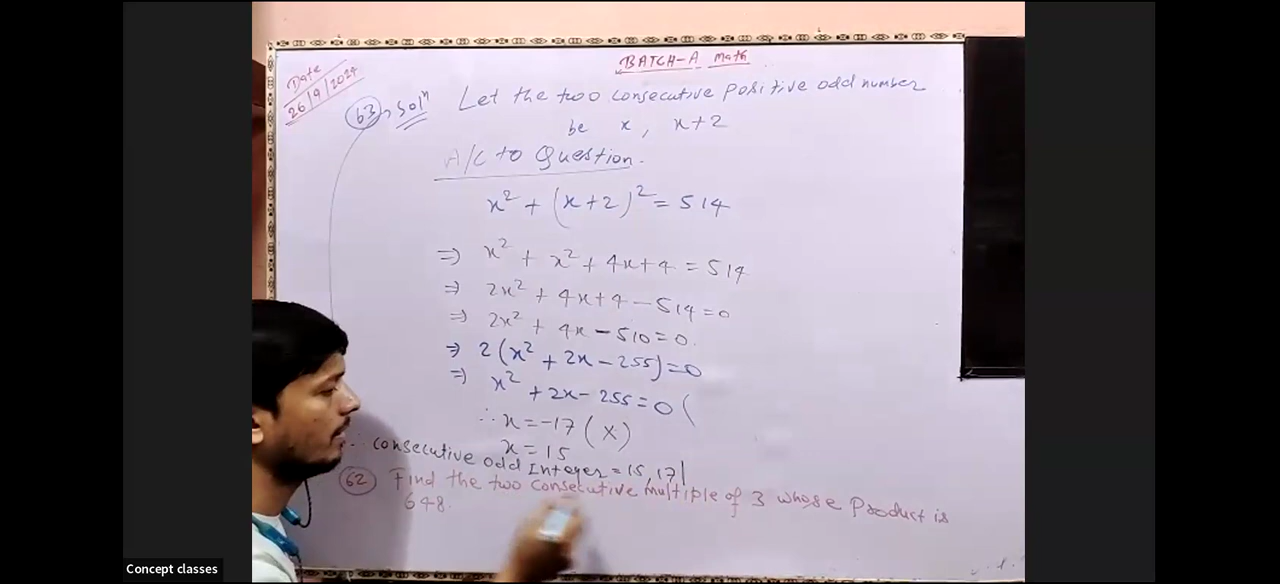 BATCH-A Math
Date
26/9/2024
63 → Solⁿ Let the two consecutive positive odd number
be x, x+2
A/C to Question.
x² + (x+2)² = 514
⇒ x² + x² + 4x+4 = 514
⇒ 2x² + 4x+4 - 514=0
⇒ 2x² + 4x - 510=0.
⇒ 2(x² + 2x - 255)=0
⇒ x² + 2x - 255=0 (
∴ x=-17 (X)
x=15
∴ consecutive odd Integer = 15, 17|
62 Find the two consecutive multiple of 3 whose Product is
648.
Concept classes